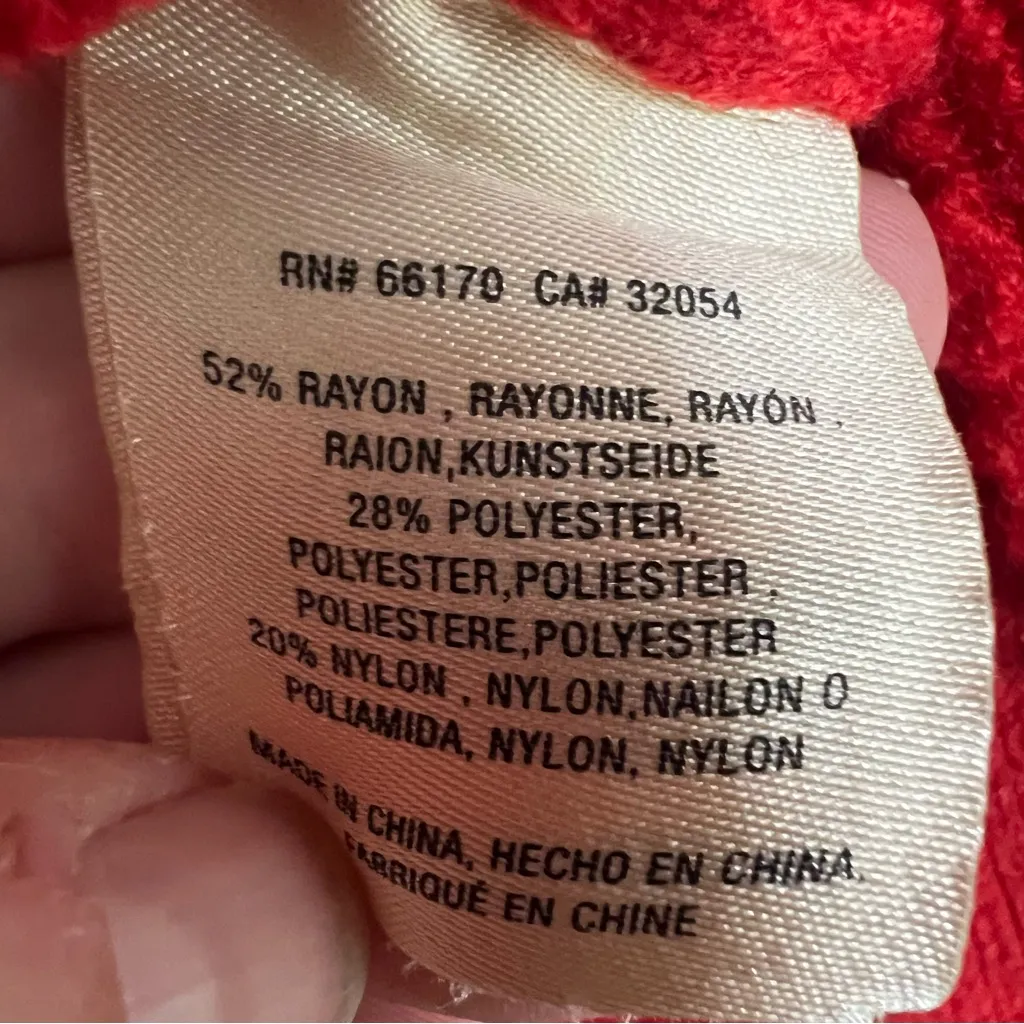 RN# 66170 CA# 32054
52% RAYON , RAYONNE, RAYÓN ,
RAION,KUNSTSEIDE
28% POLYESTER,
POLYESTER,POLIESTER ,
POLIESTERE,POLYESTER
20% NYLON , NYLON,NAILON O
POLIAMIDA, NYLON, NYLON
MADE IN CHINA, HECHO EN CHINA.
FABRIQUÉ EN CHINE